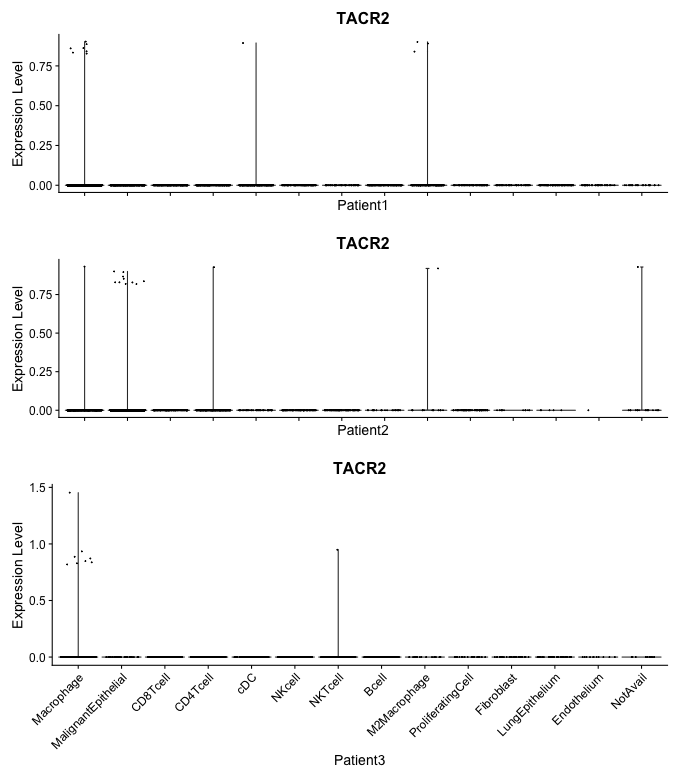 TACR2
Expression Level
0.75
0.50
0.25
0.00
Patient1
TACR2
Expression Level
0.75
0.50
0.25
0.00
Patient2
TACR2
Expression Level
1.5
1.0
0.5
0.0
Macrophage
MalignantEpithelial
CD8Tcell
CD4Tcell
cDC
NKcell
NKTcell
Bcell
M2Macrophage
ProliferatingCell
Fibroblast
LungEpithelium
Endothelium
NotAvail
Patient3